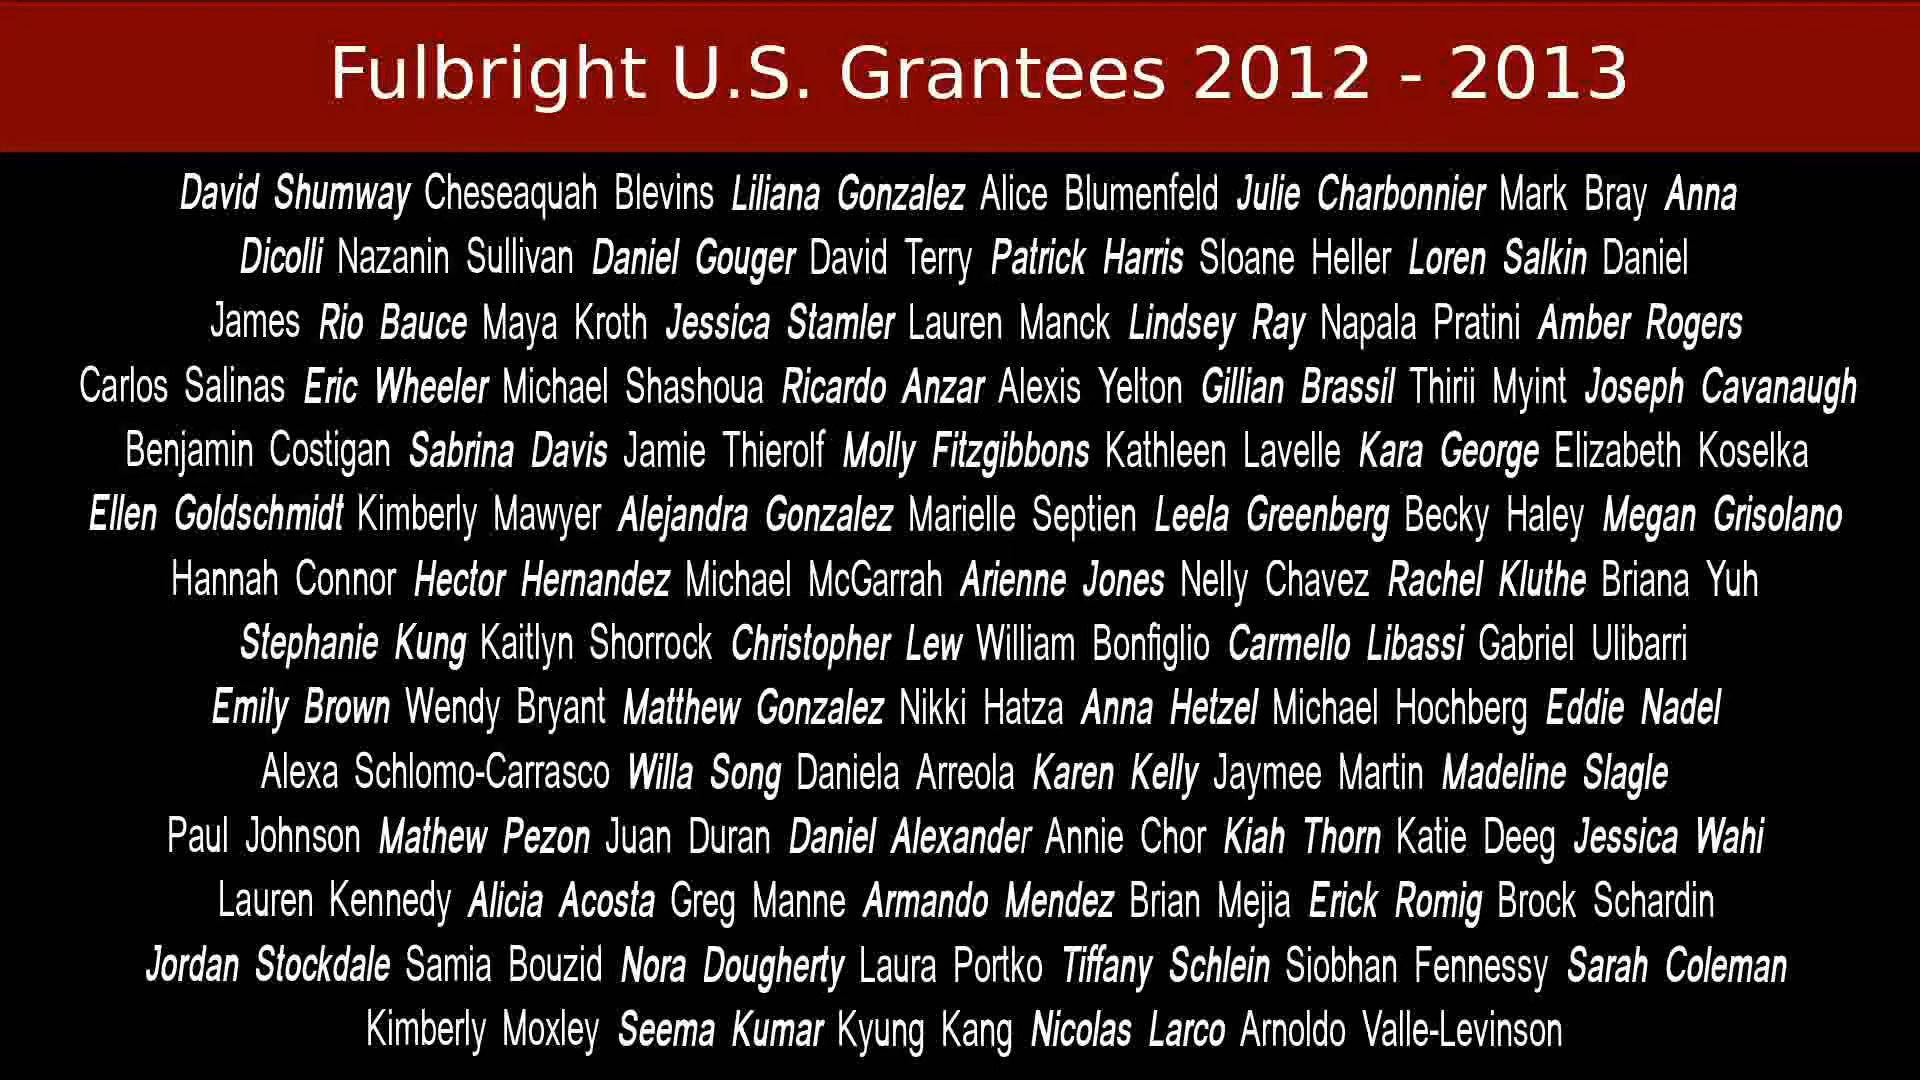 Fulbright U.S. Grantees 2012 - 2013
David Shumway Cheseaquah Blevins Liliana Gonzalez Alice Blumenfeld Julie Charbonnier Mark Bray Anna
Dicolli Nazanin Sullivan Daniel Gouger David Terry Patrick Harris Sloane Heller Loren Salkin Daniel
James Rio Bauce Maya Kroth Jessica Stamler Lauren Manck Lindsey Ray Napala Pratini Amber Rogers
Carlos Salinas Eric Wheeler Michael Shashoua Ricardo Anzar Alexis Yelton Gillian Brassil Thirii Myint Joseph Cavanaugh
Benjamin Costigan Sabrina Davis Jamie Thierolf Molly Fitzgibbons Kathleen Lavelle Kara George Elizabeth Koselka
Ellen Goldschmidt Kimberly Mawyer Alejandra Gonzalez Marielle Septien Leela Greenberg Becky Haley Megan Grisolano
Hannah Connor Hector Hernandez Michael McGarrah Arienne Jones Nelly Chavez Rachel Kluthe Briana Yuh
Stephanie Kung Kaitlyn Shorrock Christopher Lew William Bonfiglio Carmello Libassi Gabriel Ulibarri
Emily Brown Wendy Bryant Matthew Gonzalez Nikki Hatza Anna Hetzel Michael Hochberg Eddie Nadel
Alexa Schlomo-Carrasco Willa Song Daniela Arreola Karen Kelly Jaymee Martin Madeline Slagle
Paul Johnson Mathew Pezon Juan Duran Daniel Alexander Annie Chor Kiah Thorn Katie Deeg Jessica Wahi
Lauren Kennedy Alicia Acosta Greg Manne Armando Mendez Brian Mejia Erick Romig Brock Schardin
Jordan Stockdale Samia Bouzid Nora Dougherty Laura Portko Tiffany Schlein Siobhan Fennessy Sarah Coleman
Kimberly Moxley Seema Kumar Kyung Kang Nicolas Larco Arnoldo Valle-Levinson